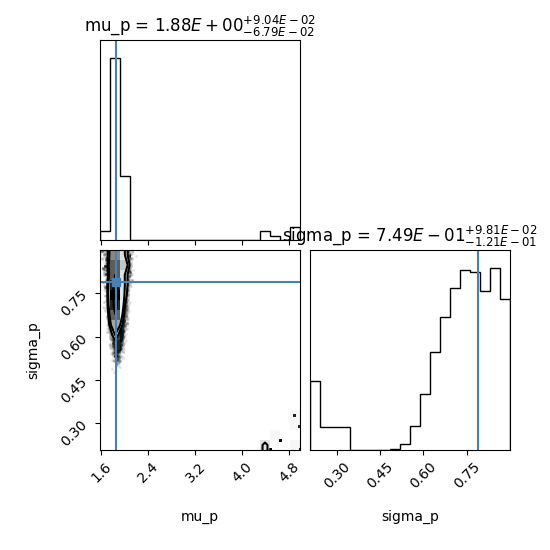 mu_p = 1.88E + 00+9.04E − 02 −6.79E − 02
sigma_p = 7.49E − 01+9.81E − 02 −1.21E − 01
0.75
0.60
0.45
0.30
sigma_p
1.6 2.4 3.2 4.0 4.8
mu_p
0.30 0.45 0.60 0.75
sigma_p